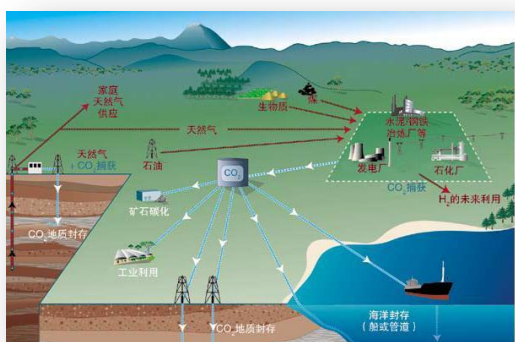 家庭
天然气
供应
生物质
煤
水泥/钢铁
冶炼厂等
天然气
石油
天然气
+ CO₂捕获
CO₂
发电厂
石化厂
CO₂捕获
H₂的未来利用
矿石碳化
CO₂地质封存
工业利用
CO₂地质封存
海洋封存
(船或管道)